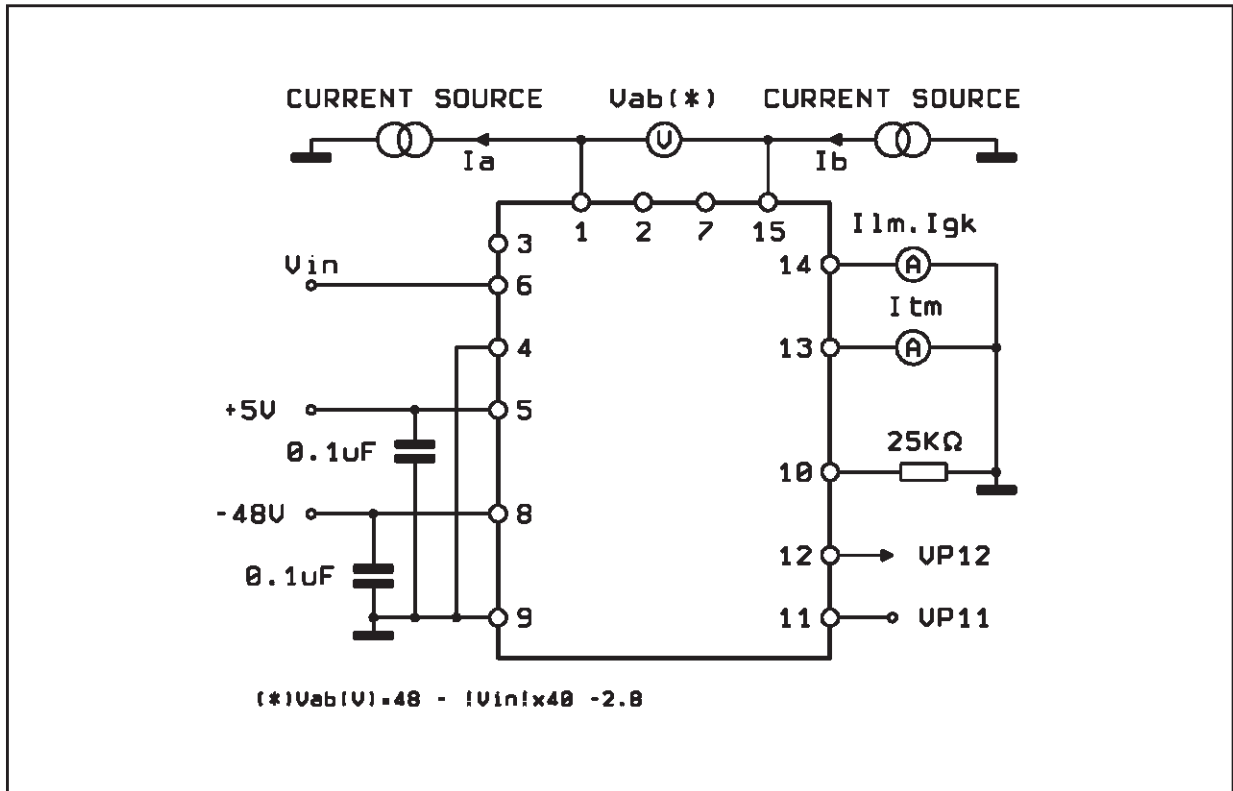 CURRENT SOURCE
Vab(*)
CURRENT SOURCE
Ia
Ib
1
2
7
15
Ilm.Igk
3
14
A
Vin
6
Itm
4
13
A
+5V
5
0.1uF
25KΩ
10
-48V
8
12
VP12
0.1uF
9
11
VP11
V
(*)Vab(V)=48 - !Vin!x40 -2.8